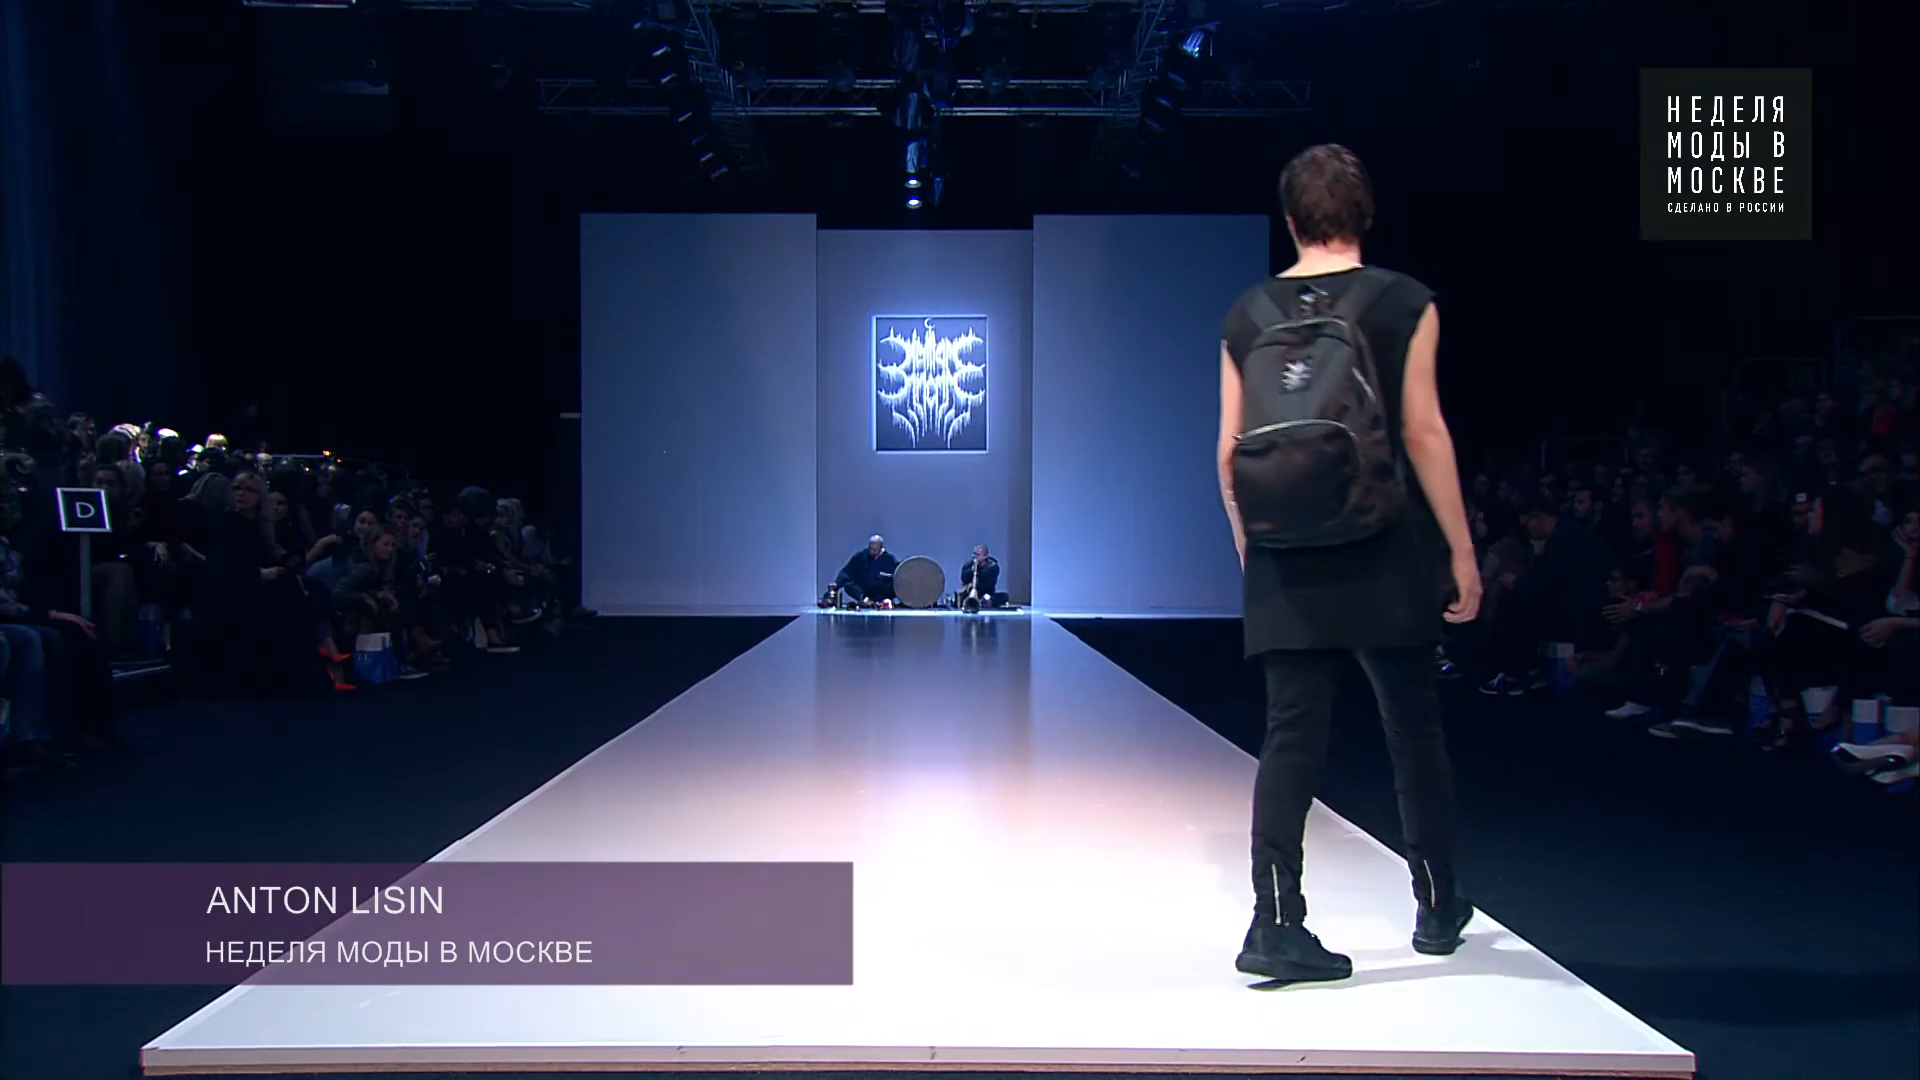 НЕДЕЛЯ
МОДЫ В
МОСКВЕ
СДЕЛАНО В РОССИИ
D
ANTON LISIN
НЕДЕЛЯ МОДЫ В МОСКВЕ